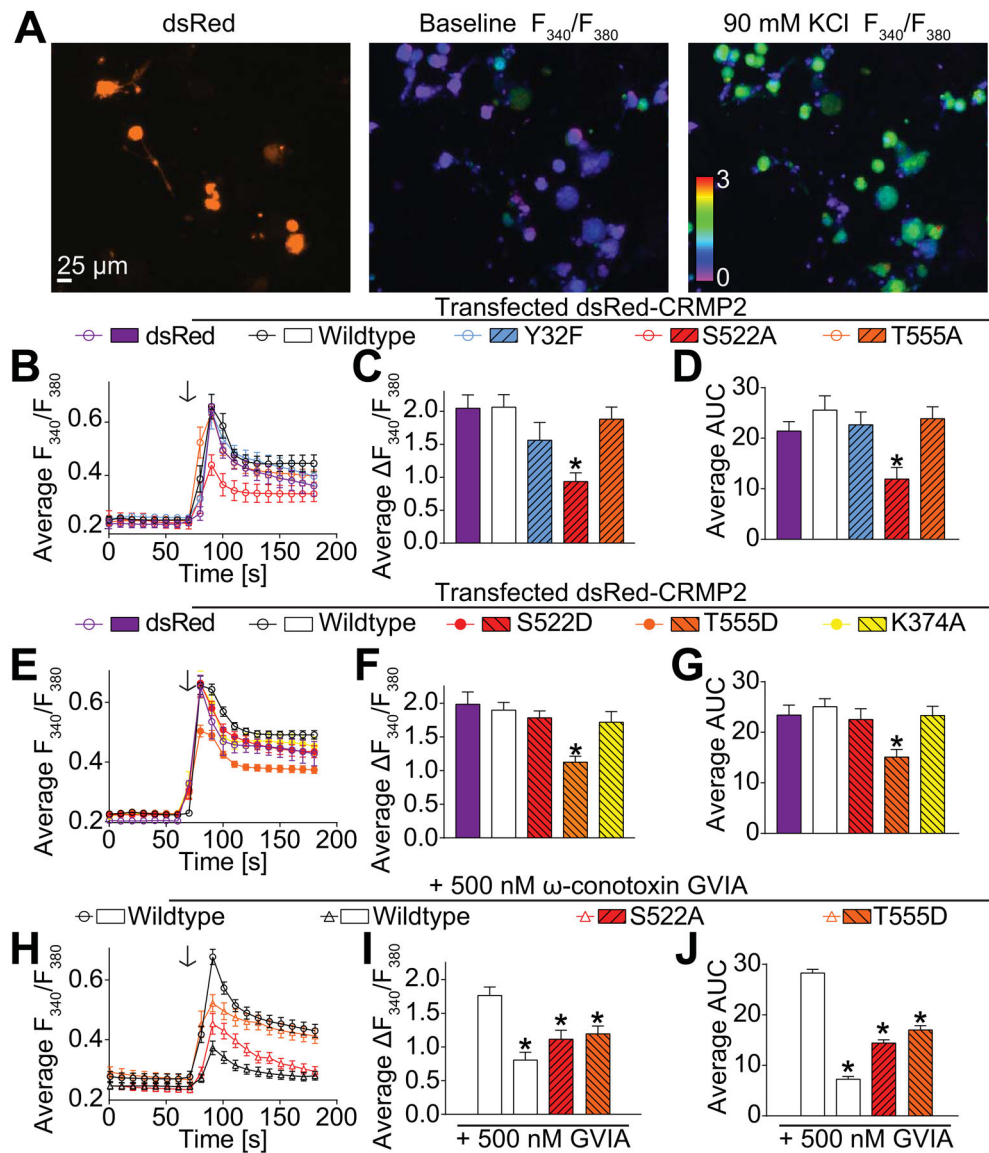 A
dsRed
Baseline F340/F380
90 mM KCl F340/F380
25 µm
3
0
Transfected dsRed-CRMP2
dsRed Wildtype Y32F S522A T555A
B
Average F340/F380
0.6
0.4
0.2
0 50 100 150 200
Time [s]
C
Average ΔF340/F380
2.0
1.5
1.0
0.5
0.0
*
D
Average AUC
30
20
10
0
*
Transfected dsRed-CRMP2
dsRed Wildtype S522D T555D K374A
E
Average F340/F380
0.6
0.4
0.2
0 50 100 150 200
Time [s]
F
Average ΔF340/F380
2.0
1.5
1.0
0.5
0.0
*
G
Average AUC
30
20
10
0
*
+ 500 nM ω-conotoxin GVIA
Wildtype Wildtype S522A T555D
H
Average F340/F380
0.6
0.4
0.2
0 50 100 150 200
Time [s]
I
Average ΔF340/F380
2.0
1.5
1.0
0.5
0.0
* * *
+ 500 nM GVIA
J
Average AUC
30
20
10
0
* * *
+ 500 nM GVIA